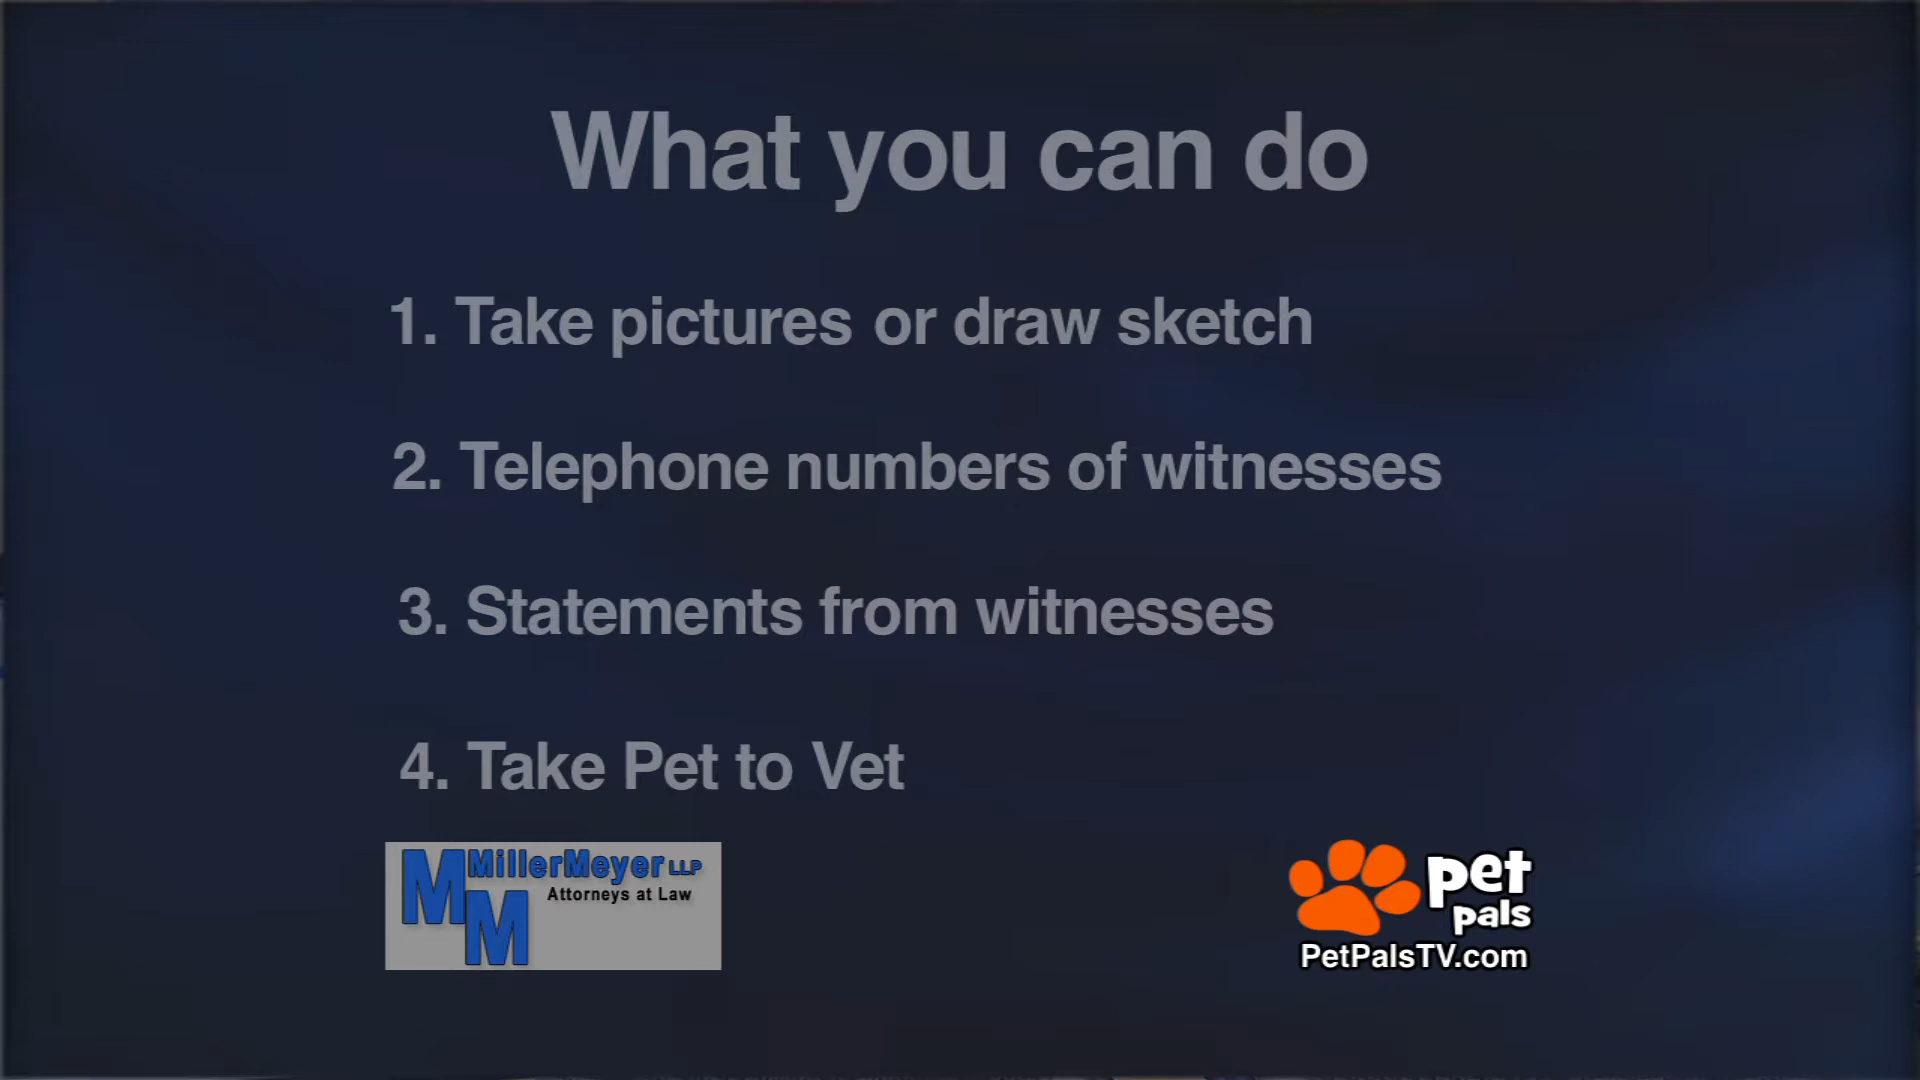 What you can do
1. Take pictures or draw sketch
2. Telephone numbers of witnesses
3. Statements from witnesses
4. Take Pet to Vet
MM
MillerMeyer LLP
Attorneys at Law
pet
pals
PetPalsTV.com